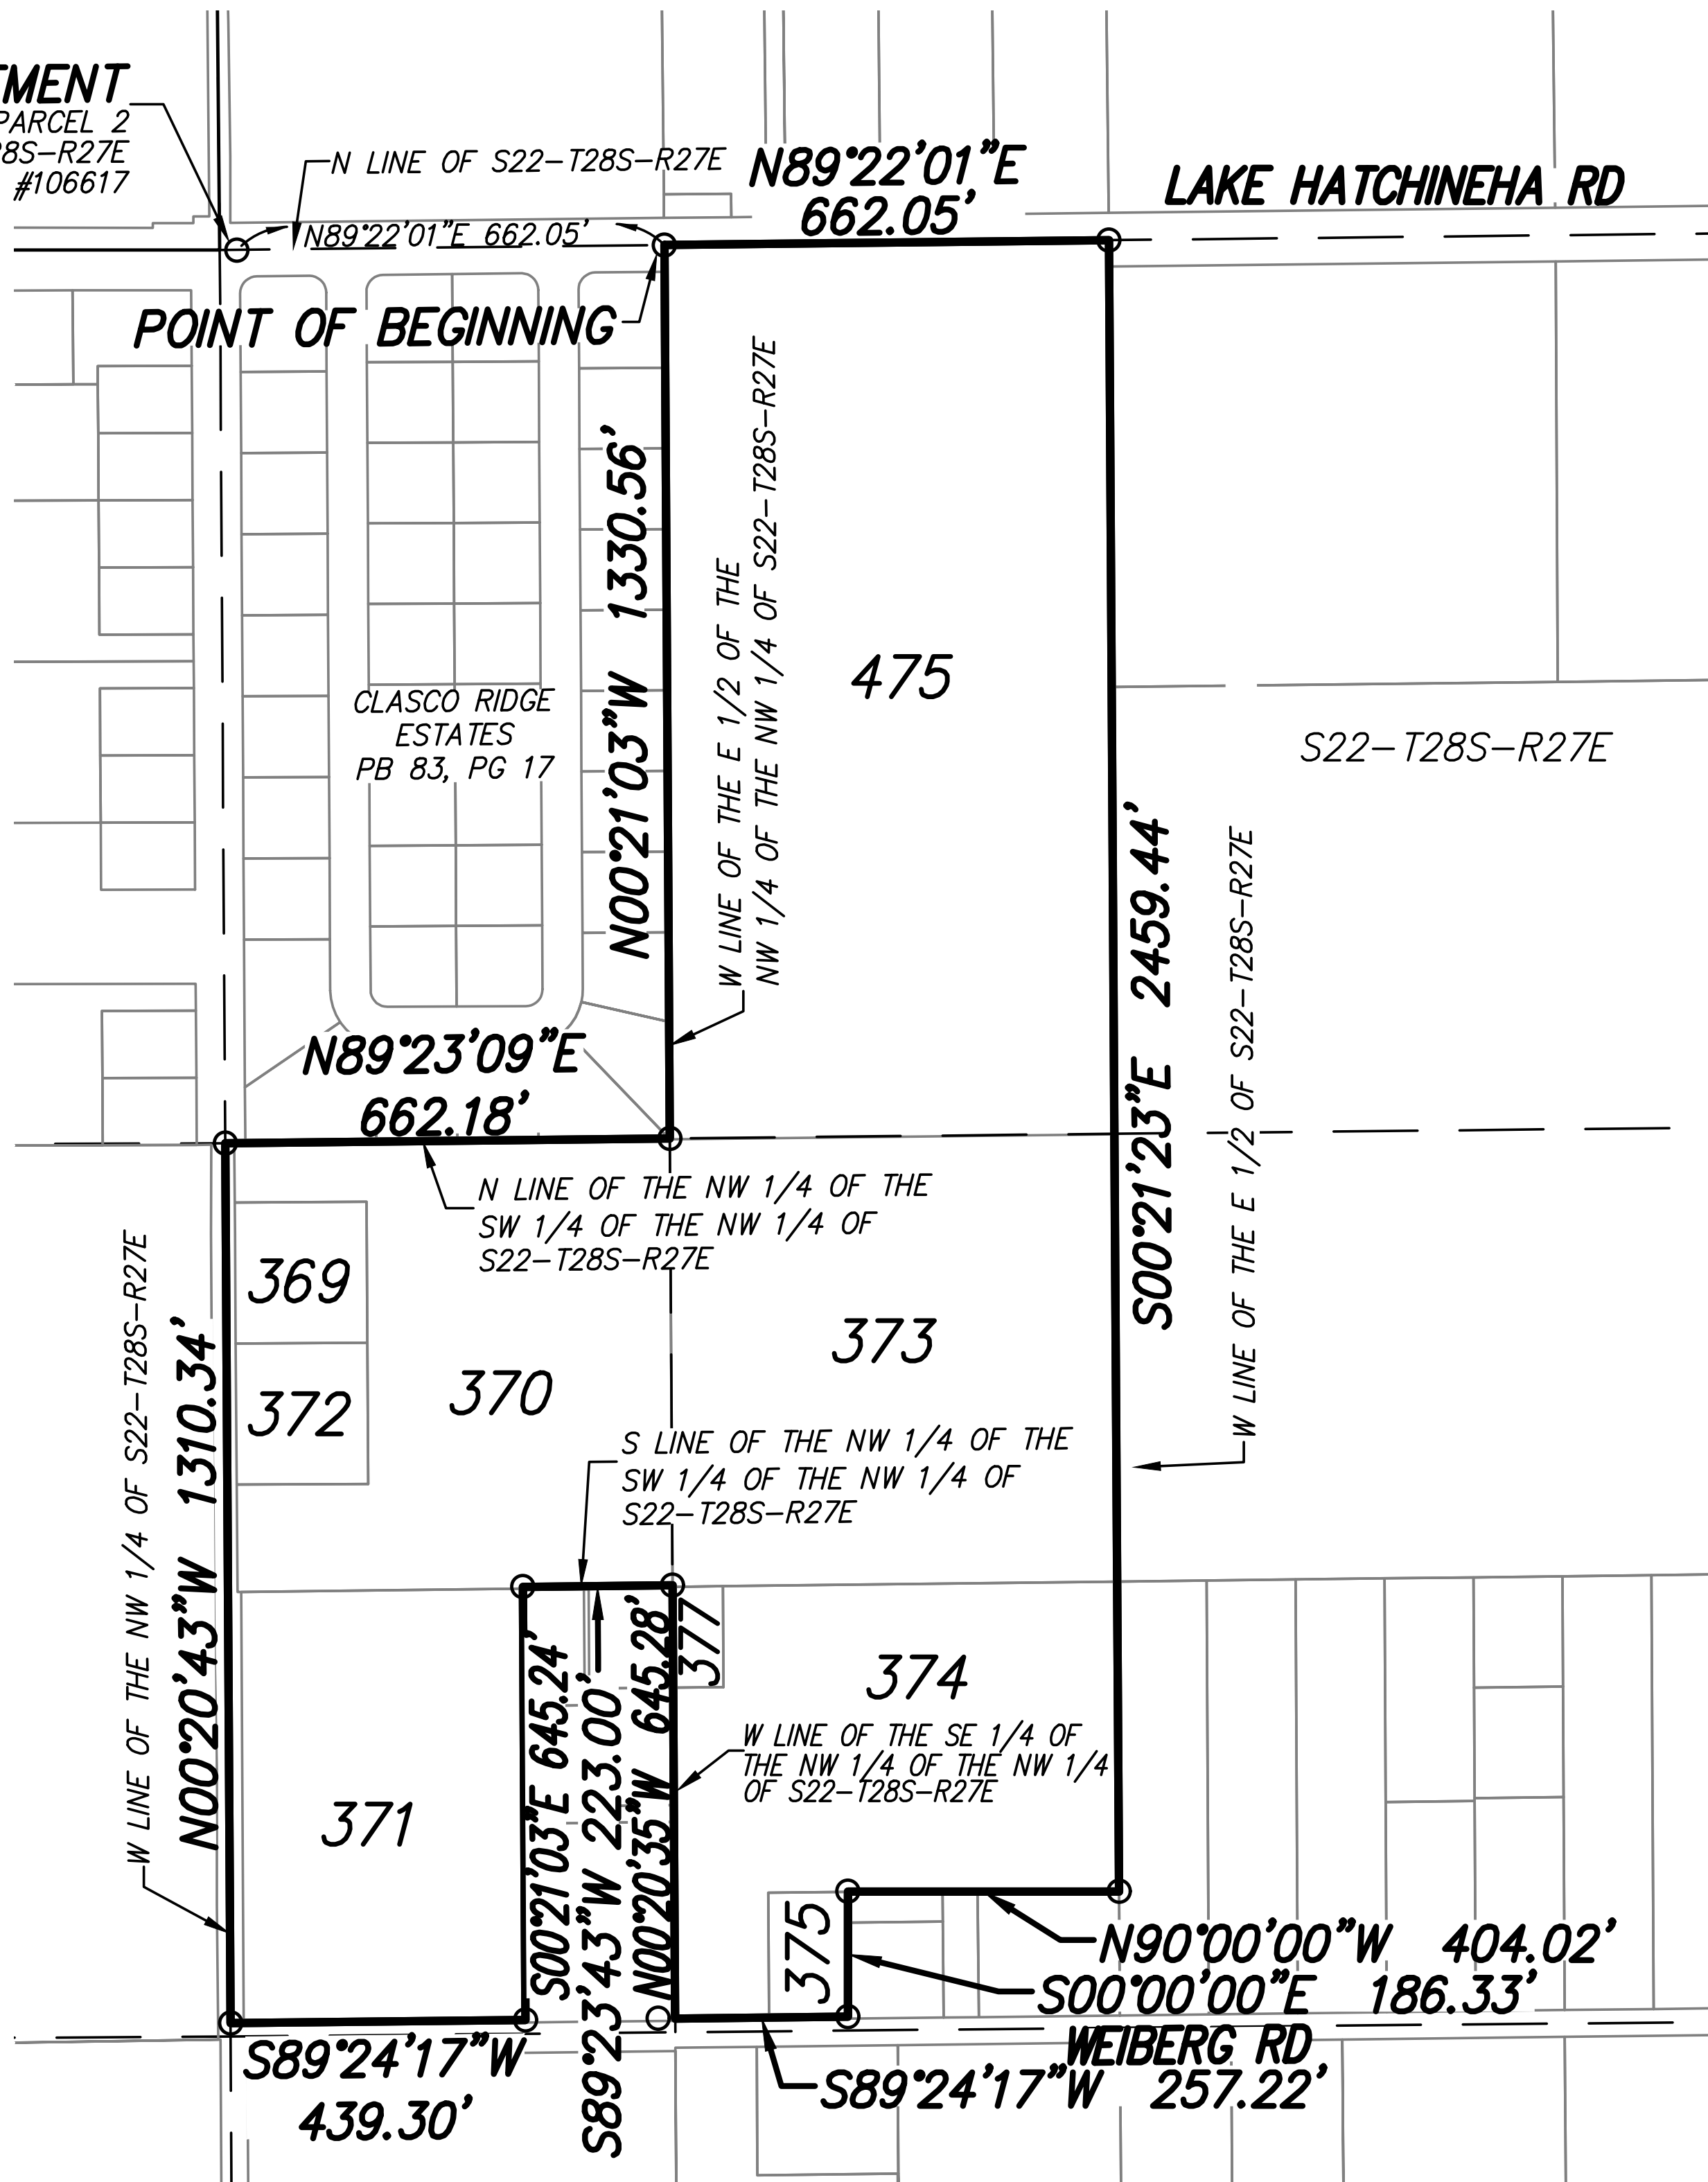 TMENT
PARCEL 2
28S-R27E
#106617
N LINE OF S22-T28S-R27E
N89°22'01"E 662.05'
N89°22'01"E
662.05'
LAKE HATCHINEHA RD
POINT OF BEGINNING
N00°21'03"W 1330.56'
W LINE OF THE E 1/2 OF THE
NW 1/4 OF THE NW 1/4 OF S22-T28S-R27E
475
CLASCO RIDGE
ESTATES
PB 83, PG 17
S22-T28S-R27E
S00°21'23"E 2459.44'
W LINE OF THE E 1/2 OF S22-T28S-R27E
N89°23'09"E
662.18'
N LINE OF THE NW 1/4 OF THE
SW 1/4 OF THE NW 1/4 OF
S22-T28S-R27E
W LINE OF THE NW 1/4 OF S22-T28S-R27E
N00°20'43"W 1310.34'
369
372
370
373
S LINE OF THE NW 1/4 OF THE
SW 1/4 OF THE NW 1/4 OF
S22-T28S-R27E
371
S00°21'03"E 645.24'
S89°23'43"W 223.00'
N00°20'35"W 645.28'
377
374
W LINE OF THE SE 1/4 OF
THE NW 1/4 OF THE NW 1/4
OF S22-T28S-R27E
375
N90°00'00"W 404.02'
S00°00'00"E 186.33'
WEIBERG RD
S89°24'17"W 257.22'
S89°24'17"W
439.30'